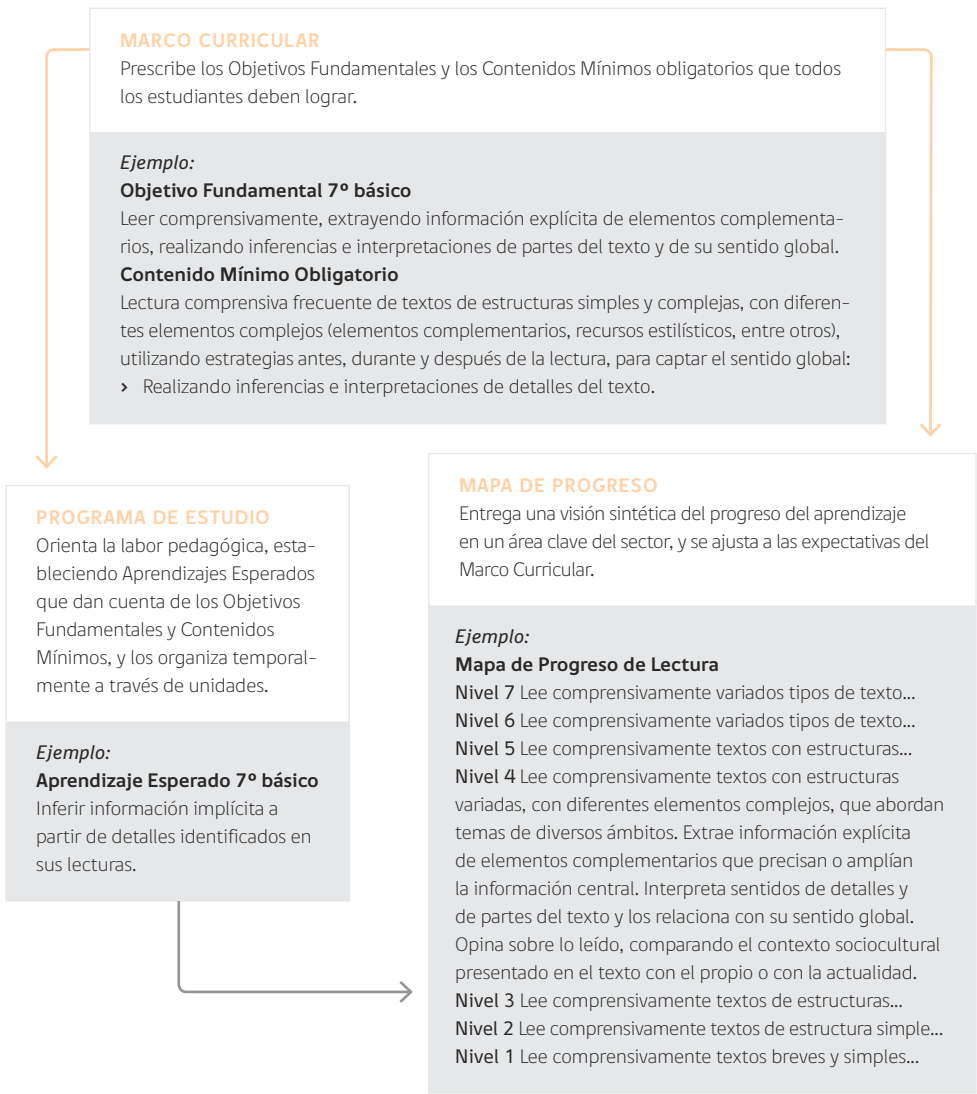 MARCO CURRICULAR
Prescribe los Objetivos Fundamentales y los Contenidos Mínimos obligatorios que todos
los estudiantes deben lograr.
Ejemplo:
Objetivo Fundamental 7º básico
Leer comprensivamente, extrayendo información explícita de elementos complementa-
rios, realizando inferencias e interpretaciones de partes del texto y de su sentido global.
Contenido Mínimo Obligatorio
Lectura comprensiva frecuente de textos de estructuras simples y complejas, con diferen-
tes elementos complejos (elementos complementarios, recursos estilísticos, entre otros),
utilizando estrategias antes, durante y después de la lectura, para captar el sentido global:
› Realizando inferencias e interpretaciones de detalles del texto.
PROGRAMA DE ESTUDIO
Orienta la labor pedagógica, esta-
bleciendo Aprendizajes Esperados
que dan cuenta de los Objetivos
Fundamentales y Contenidos
Mínimos, y los organiza temporal-
mente a través de unidades.
Ejemplo:
Aprendizaje Esperado 7º básico
Inferir información implícita a
partir de detalles identificados en
sus lecturas.
MAPA DE PROGRESO
Entrega una visión sintética del progreso del aprendizaje
en un área clave del sector, y se ajusta a las expectativas del
Marco Curricular.
Ejemplo:
Mapa de Progreso de Lectura
Nivel 7 Lee comprensivamente variados tipos de texto...
Nivel 6 Lee comprensivamente variados tipos de texto...
Nivel 5 Lee comprensivamente textos con estructuras...
Nivel 4 Lee comprensivamente textos con estructuras
variadas, con diferentes elementos complejos, que abordan
temas de diversos ámbitos. Extrae información explícita
de elementos complementarios que precisan o amplían
la información central. Interpreta sentidos de detalles y
de partes del texto y los relaciona con su sentido global.
Opina sobre lo leído, comparando el contexto sociocultural
presentado en el texto con el propio o con la actualidad.
Nivel 3 Lee comprensivamente textos de estructuras...
Nivel 2 Lee comprensivamente textos de estructura simple...
Nivel 1 Lee comprensivamente textos breves y simples...